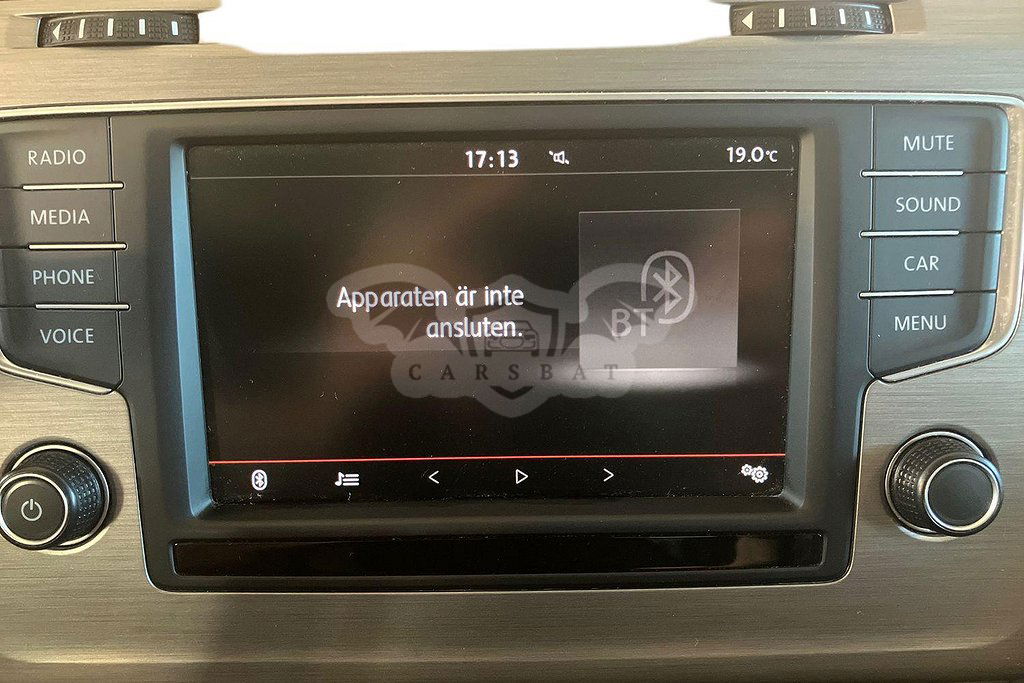 RADIO
MEDIA
PHONE
VOICE
17:13
19.0°C
Apparaten är inte
ansluten.
BT
CARSBAT
MUTE
SOUND
CAR
MENU